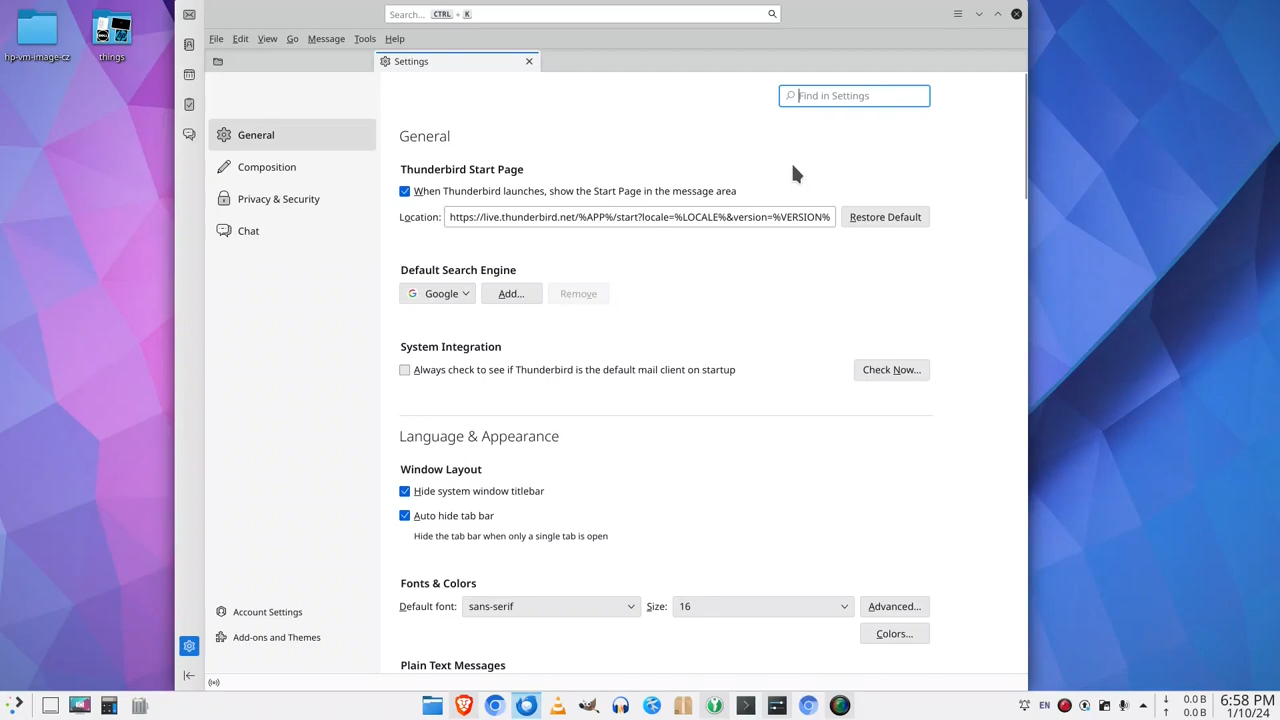 hp-vm-image-cz
things
Search... CTRL + K
File Edit View Go Message Tools Help
Settings
Find in Settings
General
Composition
Privacy & Security
Chat
Account Settings
Add-ons and Themes
General
Thunderbird Start Page
When Thunderbird launches, show the Start Page in the message area
Location: https://live.thunderbird.net/%APP%/start?locale=%LOCALE%&version=%VERSION% Restore Default
Default Search Engine
Google Add... Remove
System Integration
Always check to see if Thunderbird is the default mail client on startup Check Now...
Language & Appearance
Window Layout
Hide system window titlebar
Auto hide tab bar
Hide the tab bar when only a single tab is open
Fonts & Colors
Default font: sans-serif Size: 16 Advanced...
Colors...
Plain Text Messages
EN
0.0 B
0.0 B
6:58 PM
1/10/24